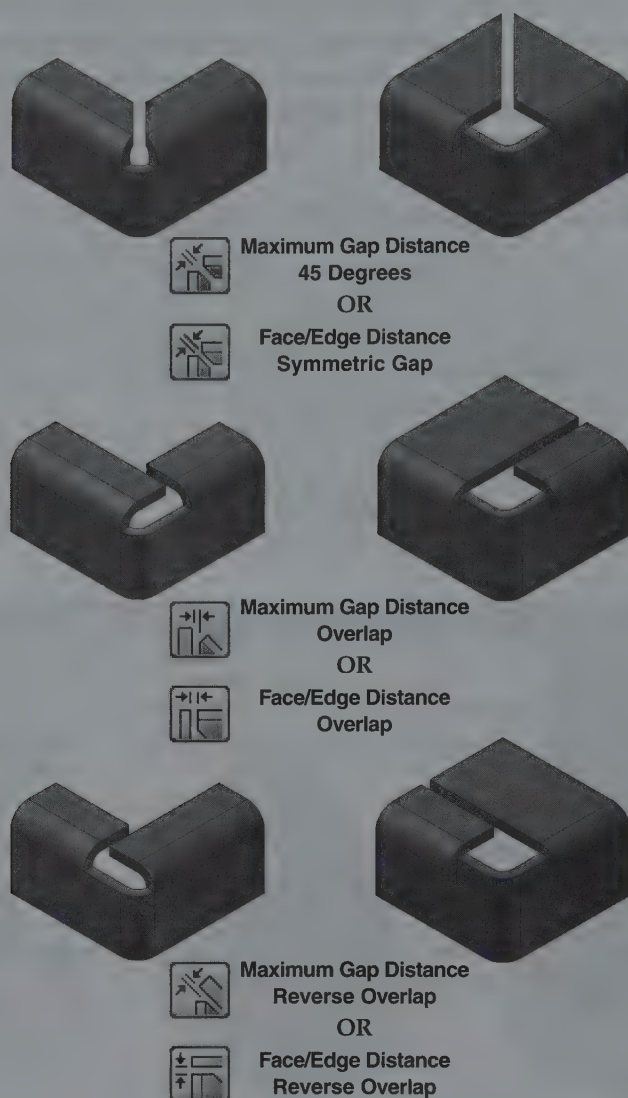 Maximum Gap Distance
45 Degrees
OR
Face/Edge Distance
Symmetric Gap
Maximum Gap Distance
Overlap
OR
Face/Edge Distance
Overlap
Maximum Gap Distance
Reverse Overlap
OR
Face/Edge Distance
Reverse Overlap